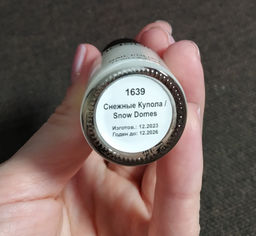 1639
Снежные Купола /
Snow Domes
Изготов.: 12.2023
Годен до: 12.2026